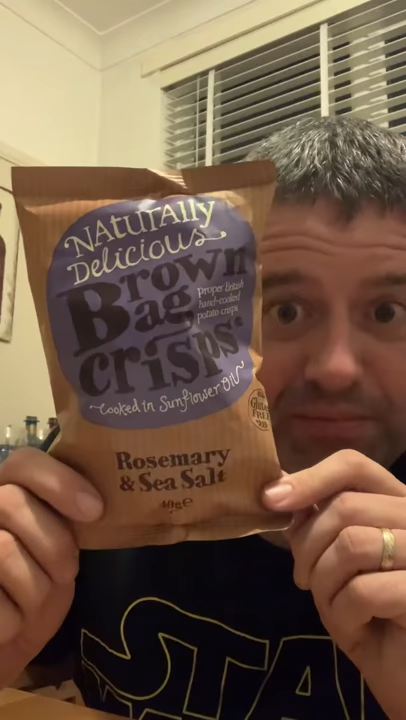 Naturally
Delicious
Brown
Bag
Crisps
proper British
hand-cooked
potato crisps
Cooked in Sunflower Oil
Gluten
FREE
Rosemary
& Sea Salt
40g℮
STA